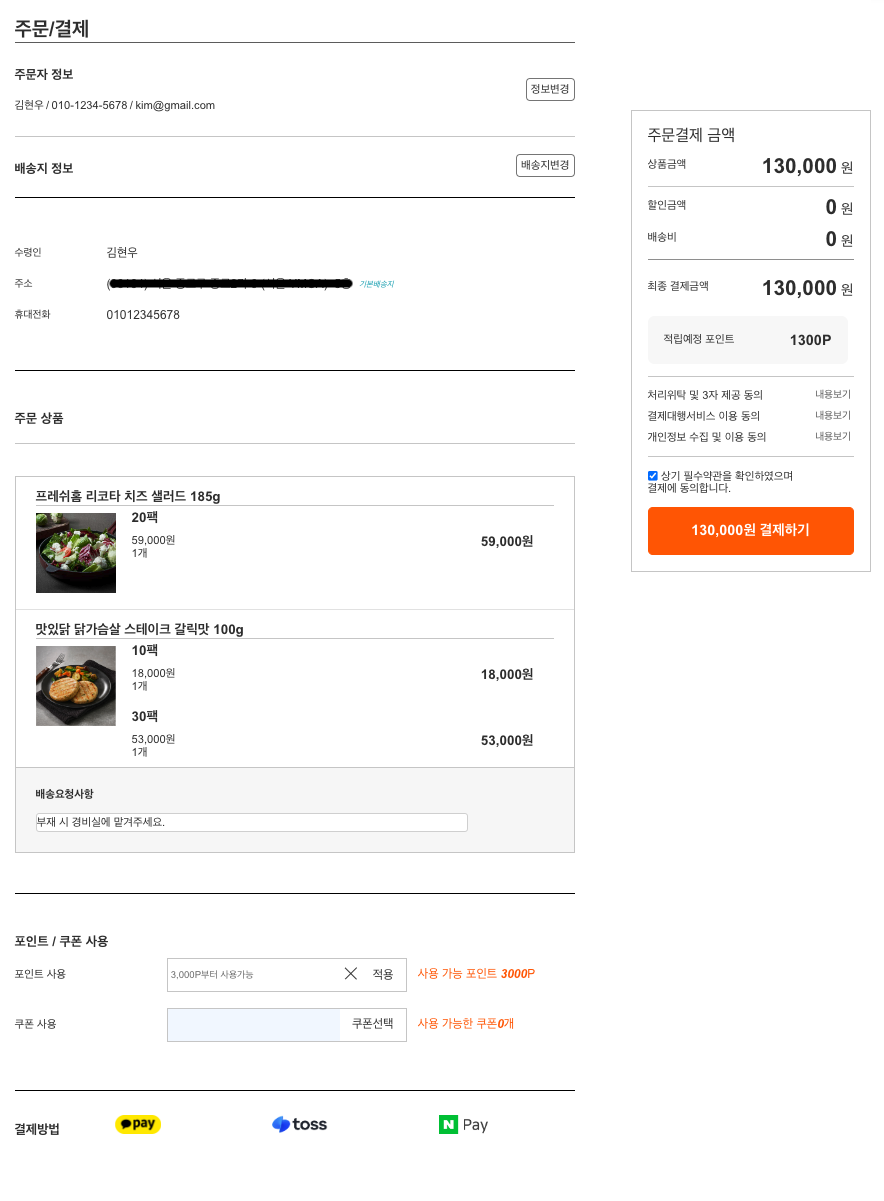 주문/결제
주문자 정보
정보변경
김현우 / 010-1234-5678 / kim@gmail.com
배송지 정보
배송지변경
수령인
김현우
주소
기본배송지
휴대전화
01012345678
주문 상품
프레쉬홈 리코타 치즈 샐러드 185g
20팩
59,000원
1개
59,000원
맛있닭 닭가슴살 스테이크 갈릭맛 100g
10팩
18,000원
1개
18,000원
30팩
53,000원
1개
53,000원
배송요청사항
부재 시 경비실에 맡겨주세요.
포인트 / 쿠폰 사용
포인트 사용
3,000P부터 사용가능
적용
사용 가능 포인트 3000P
쿠폰 사용
쿠폰선택
사용 가능한 쿠폰0개
결제방법
pay
toss
N Pay
주문결제 금액
상품금액
130,000 원
할인금액
0 원
배송비
0 원
최종 결제금액
130,000 원
적립예정 포인트
1300P
처리위탁 및 3자 제공 동의
내용보기
결제대행서비스 이용 동의
내용보기
개인정보 수집 및 이용 동의
내용보기
상기 필수약관을 확인하였으며
결제에 동의합니다.
130,000원 결제하기